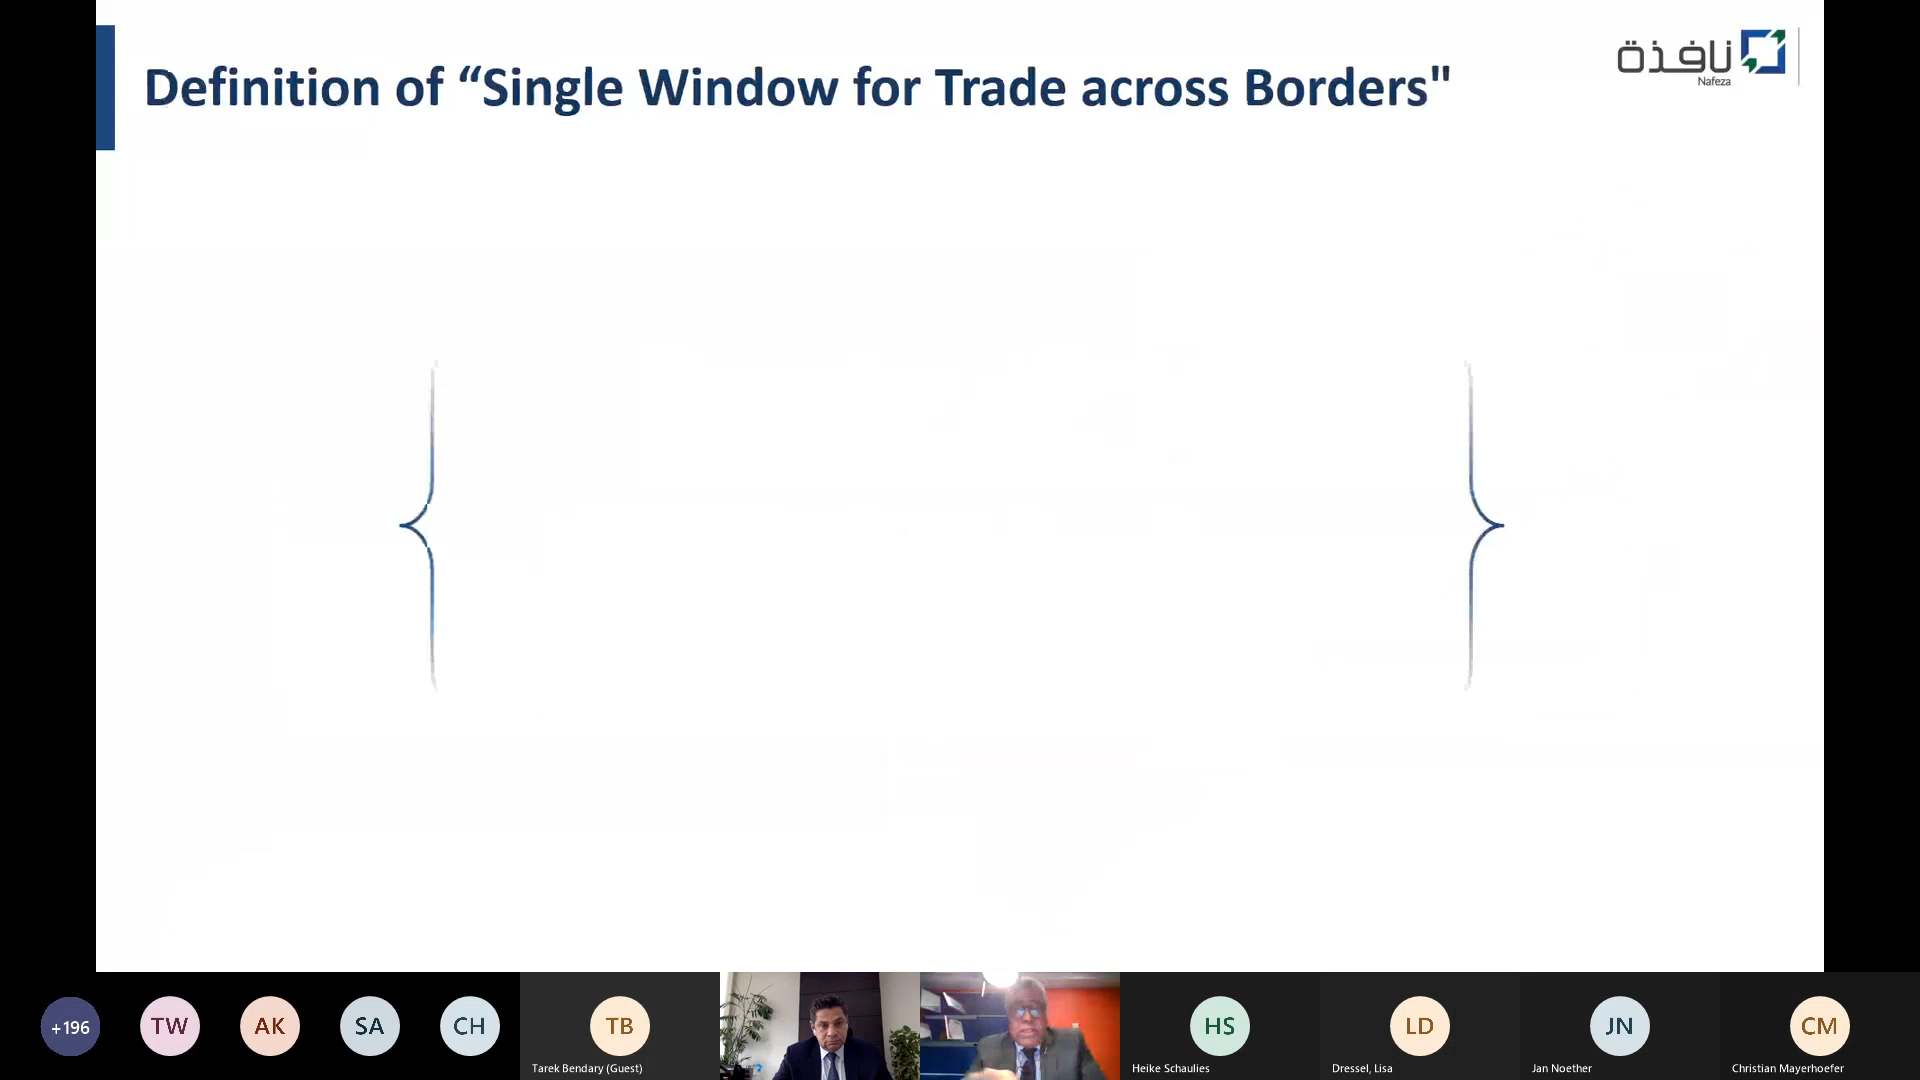 Definition of “Single Window for Trade across Borders"
نافذة
Nafeza
+196
TW
AK
SA
CH
TB
Tarek Bendary (Guest)
HS
Heike Schaulies
LD
Dressel, Lisa
JN
Jan Noether
CM
Christian Mayerhoefer